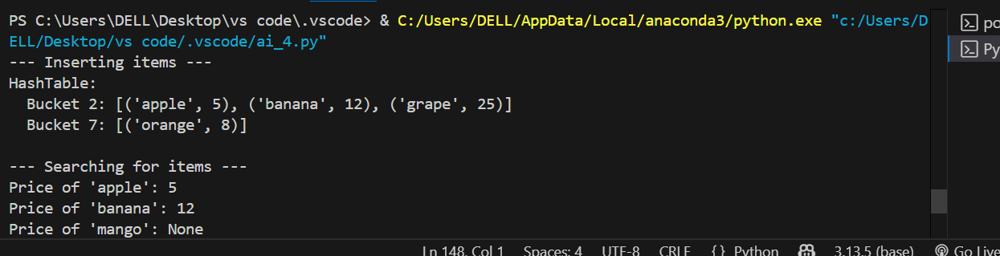 PS C:\Users\DELL\Desktop\vs code\.vscode> & C:/Users/DELL/AppData/Local/anaconda3/python.exe "c:/Users/D
ELL/Desktop/vs code/.vscode/ai_4.py"
--- Inserting items ---
HashTable:
  Bucket 2: [('apple', 5), ('banana', 12), ('grape', 25)]
  Bucket 7: [('orange', 8)]

--- Searching for items ---
Price of 'apple': 5
Price of 'banana': 12
Price of 'mango': None
po
Py
Ln 148, Col 1 Spaces: 4 UTF-8 CRLF {} Python 3.13.5 (base) Go Live